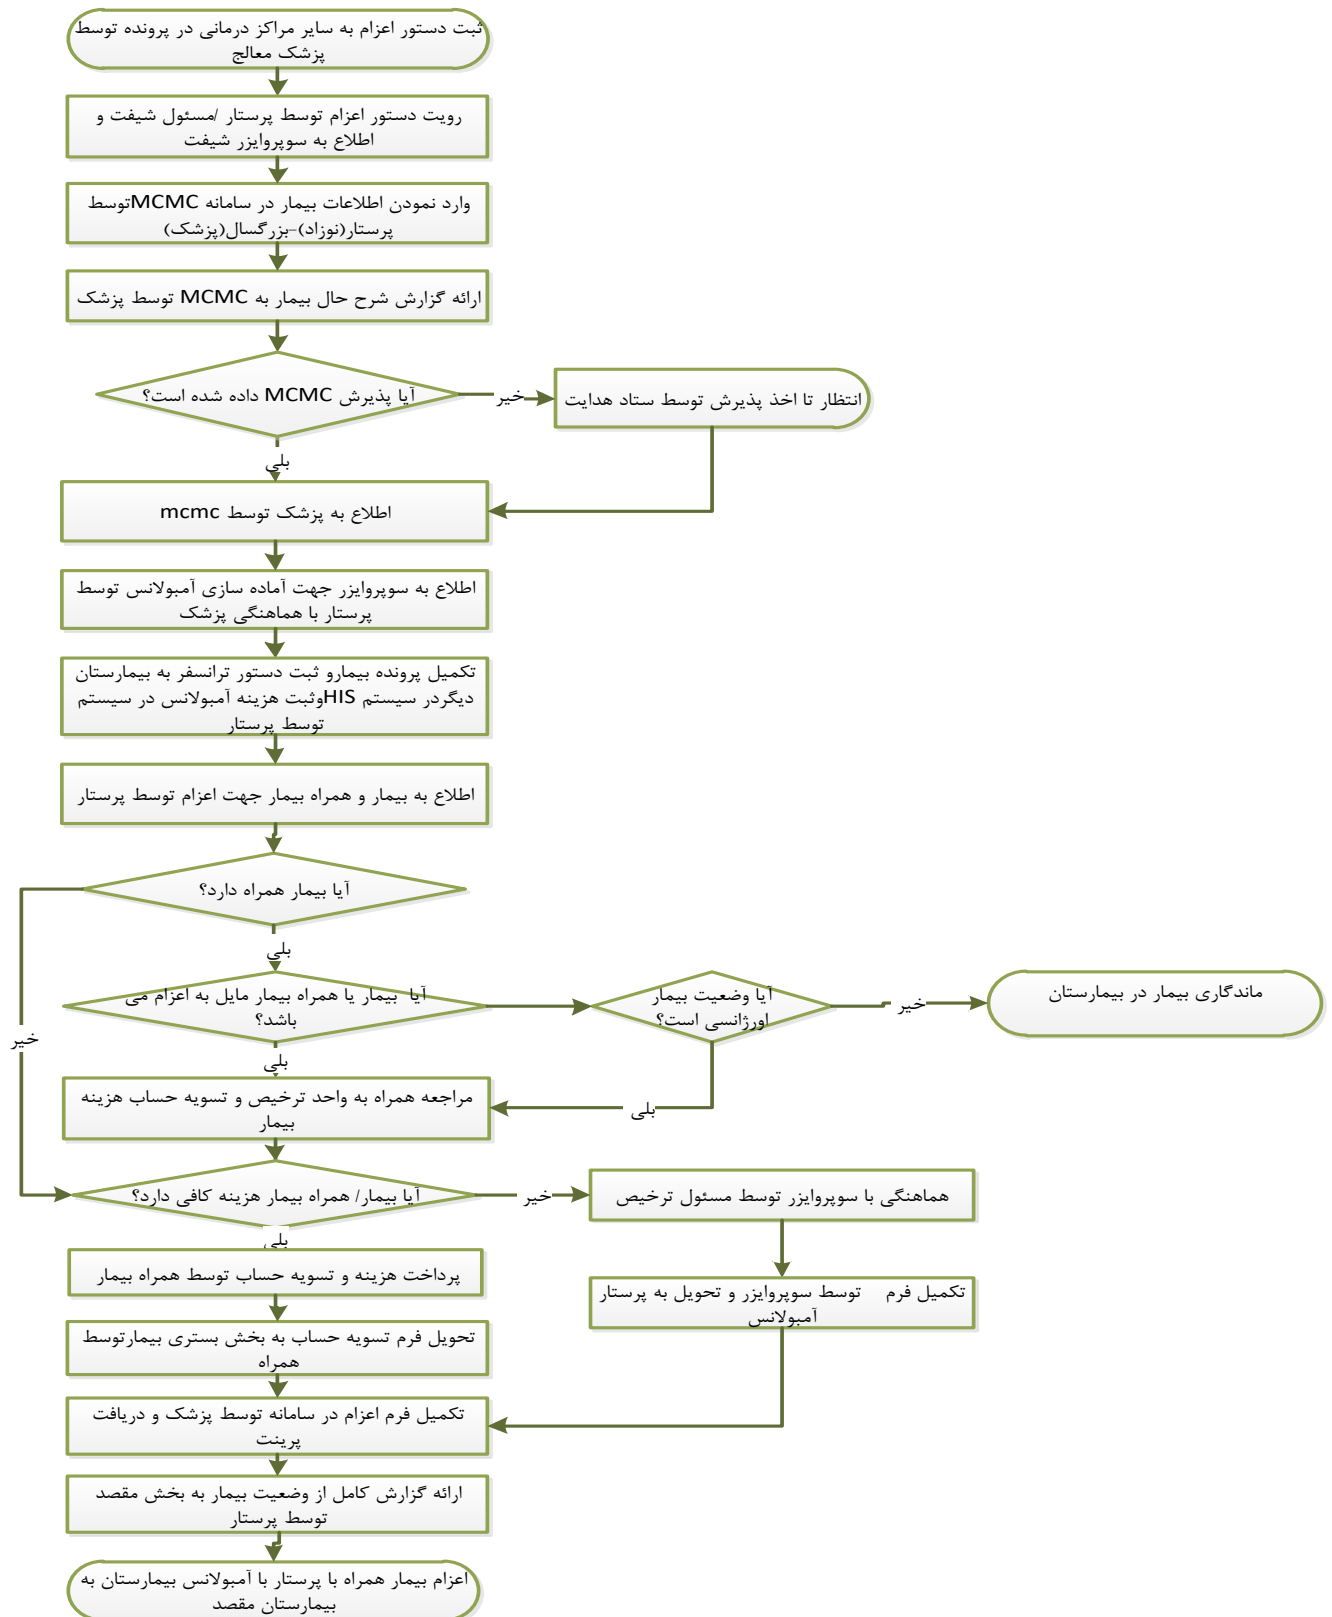 ثبت دستور اعزام به سایر مراکز درمانی در پرونده توسط
پزشک معالج
رویت دستور اعزام توسط پرستار /مسئول شیفت و
اطلاع به سوپروایزر شیفت
وارد نمودن اطلاعات بیمار در سامانه MCMCتوسط
پرستار(نوزاد)-بزرگسال(پزشک)
ارائه گزارش شرح حال بیمار به MCMC توسط پزشک
آیا پذیرش MCMC داده شده است؟
خیر
انتظار تا اخذ پذیرش توسط ستاد هدایت
بلی
اطلاع به پزشک توسط mcmc
اطلاع به سوپروایزر جهت آماده سازی آمبولانس توسط
پرستار با هماهنگی پزشک
تکمیل پرونده بیمارو ثبت دستور ترانسفر به بیمارستان
دیگردر سیستم HISوثبت هزینه آمبولانس در سیستم
توسط پرستار
اطلاع به بیمار و همراه بیمار جهت اعزام توسط پرستار
آیا بیمار همراه دارد؟
بلی
خیر
آیا بیمار یا همراه بیمار مایل به اعزام می
باشد؟
آیا وضعیت بیمار
اورژانسی است؟
خیر
ماندگاری بیمار در بیمارستان
بلی
بلی
مراجعه همراه به واحد ترخیص و تسویه حساب هزینه
بیمار
آیا بیمار/ همراه بیمار هزینه کافی دارد؟
خیر
هماهنگی با سوپروایزر توسط مسئول ترخیص
بلی
پرداخت هزینه و تسویه حساب توسط همراه بیمار
تکمیل فرم توسط سوپروایزر و تحویل به پرستار
آمبولانس
تحویل فرم تسویه حساب به بخش بستری بیمارتوسط
همراه
تکمیل فرم اعزام در سامانه توسط پزشک و دریافت
پرینت
ارائه گزارش کامل از وضعیت بیمار به بخش مقصد
توسط پرستار
اعزام بیمار همراه با پرستار با آمبولانس بیمارستان به
بیمارستان مقصد